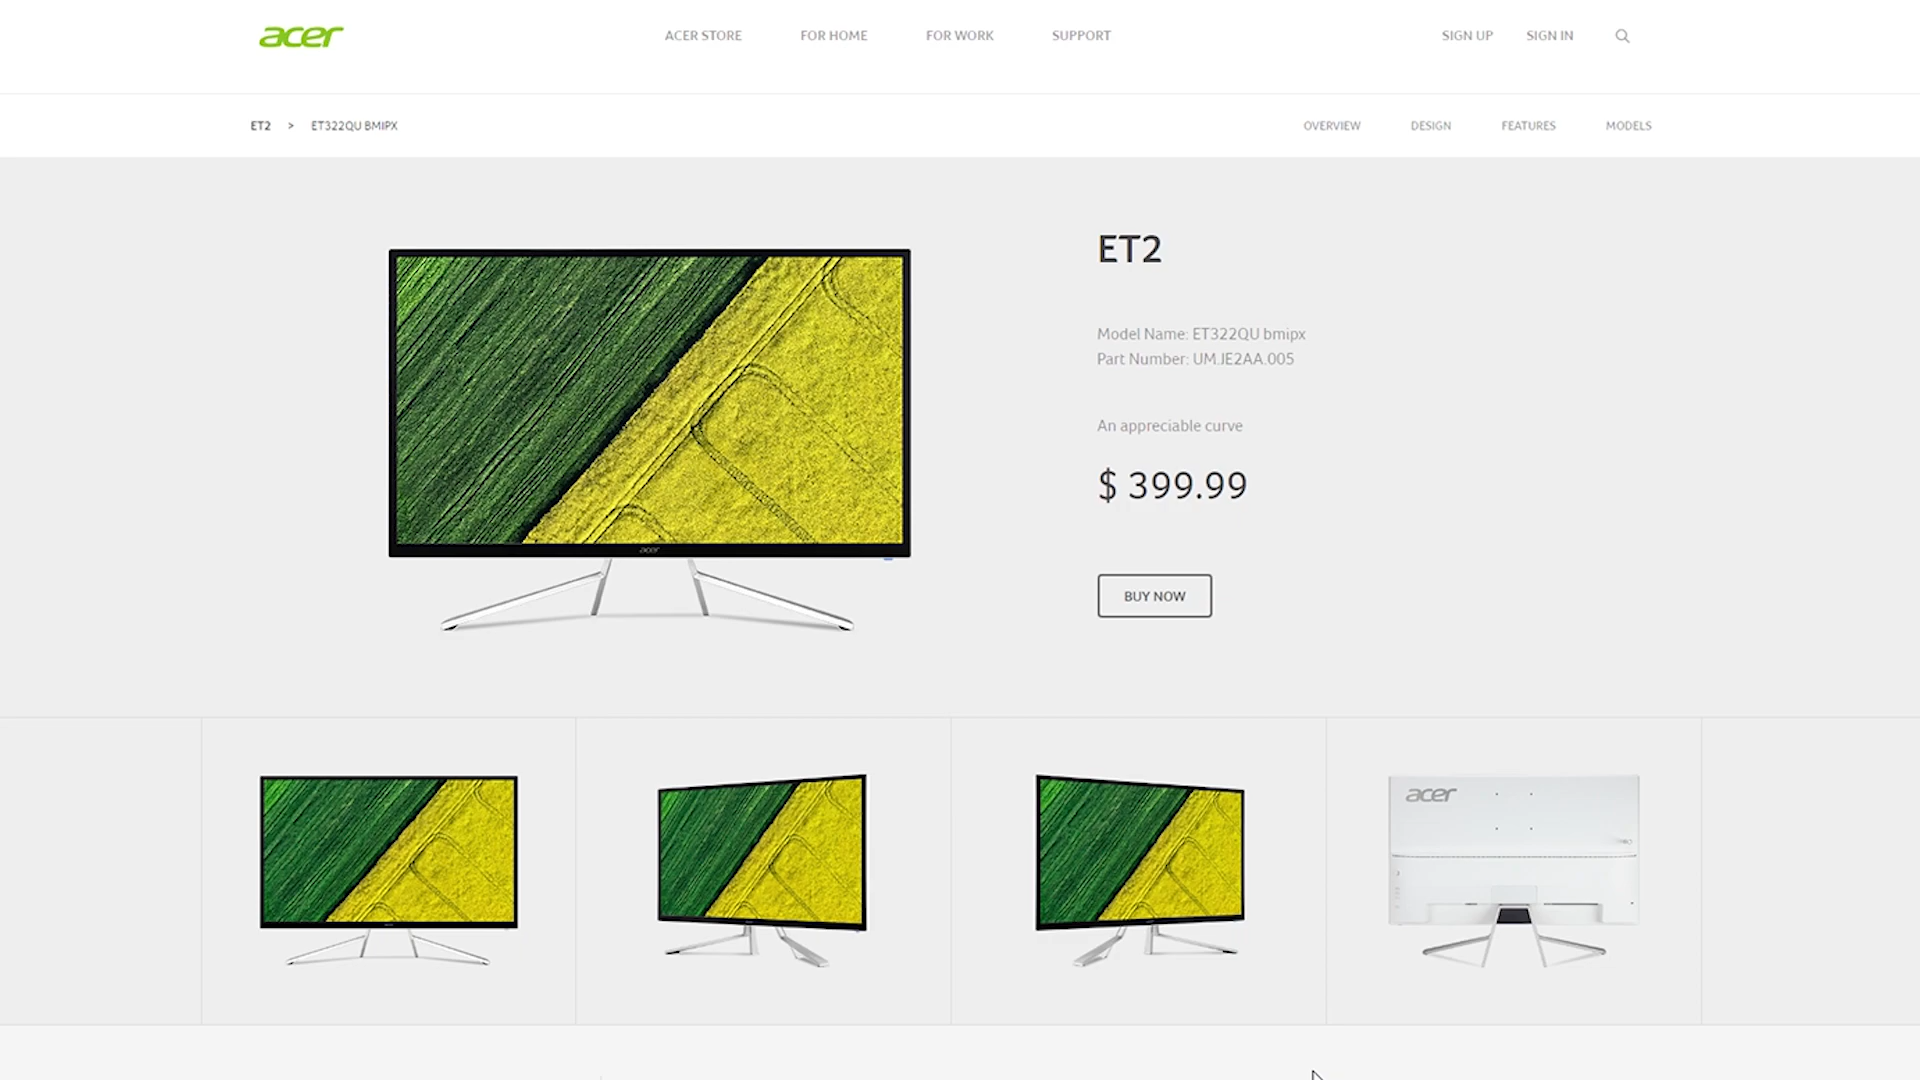 acer
ACER STORE
FOR HOME
FOR WORK
SUPPORT
SIGN UP
SIGN IN
ET2 > ET322QU BMIPX
OVERVIEW
DESIGN
FEATURES
MODELS
ET2
Model Name: ET322QU bmipx
Part Number: UM.JE2AA.005
An appreciable curve
$ 399.99
BUY NOW
acer
acer